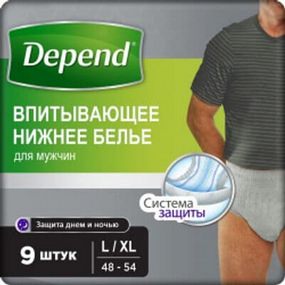 Depend
ВПИТЫВАЮЩЕЕ
НИЖНЕЕ БЕЛЬЕ
для мужчин
Система
защиты
Защита днем и ночью
9 ШТУК
L / XL
48 - 54